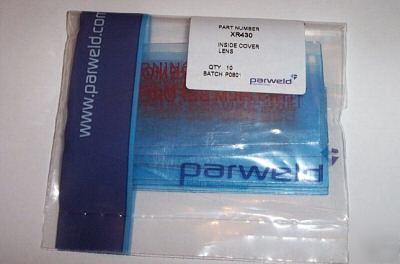 PART NUMBER
XR430
INSIDE COVER
LENS
QTY 10
BATCH P0801
parweld
www.parweld.com
parweld